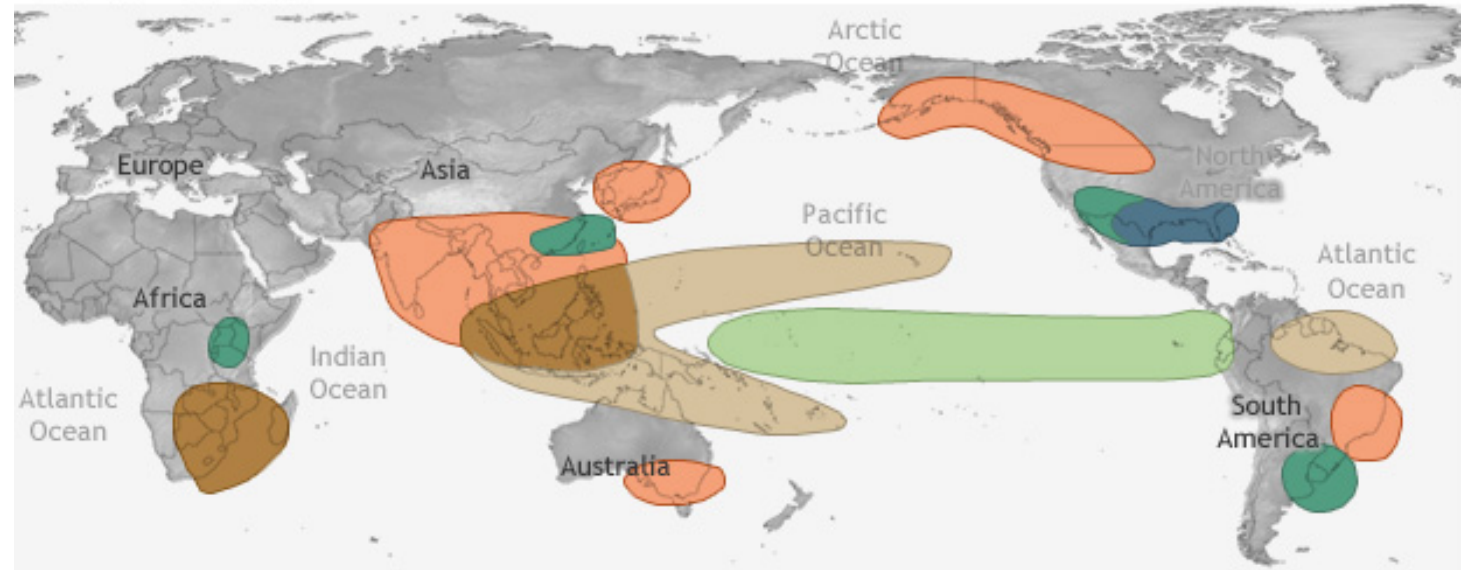 Arctic
Ocean
Europe
Asia
North
America
Pacific
Ocean
Atlantic
Ocean
Africa
Indian
Ocean
Atlantic
Ocean
South
America
Australia